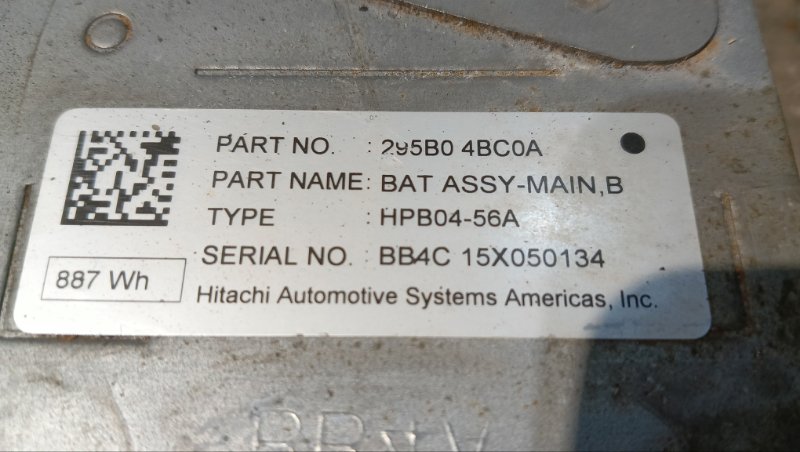 PART NO. : 295B0 4BC0A
PART NAME: BAT ASSY-MAIN,B
TYPE : HPB04-56A
SERIAL NO. : BB4C 15X050134
887 Wh
Hitachi Automotive Systems Americas, Inc.